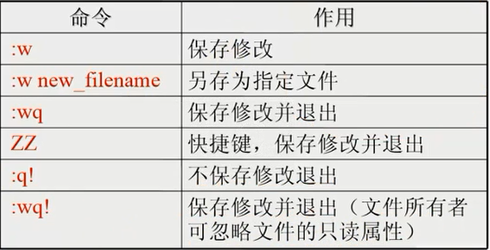 命令 作用
:w 保存修改
:w new_filename 另存为指定文件
:wq 保存修改并退出
ZZ 快捷键，保存修改并退出
:q! 不保存修改退出
:wq! 保存修改并退出（文件所有者
可忽略文件的只读属性）